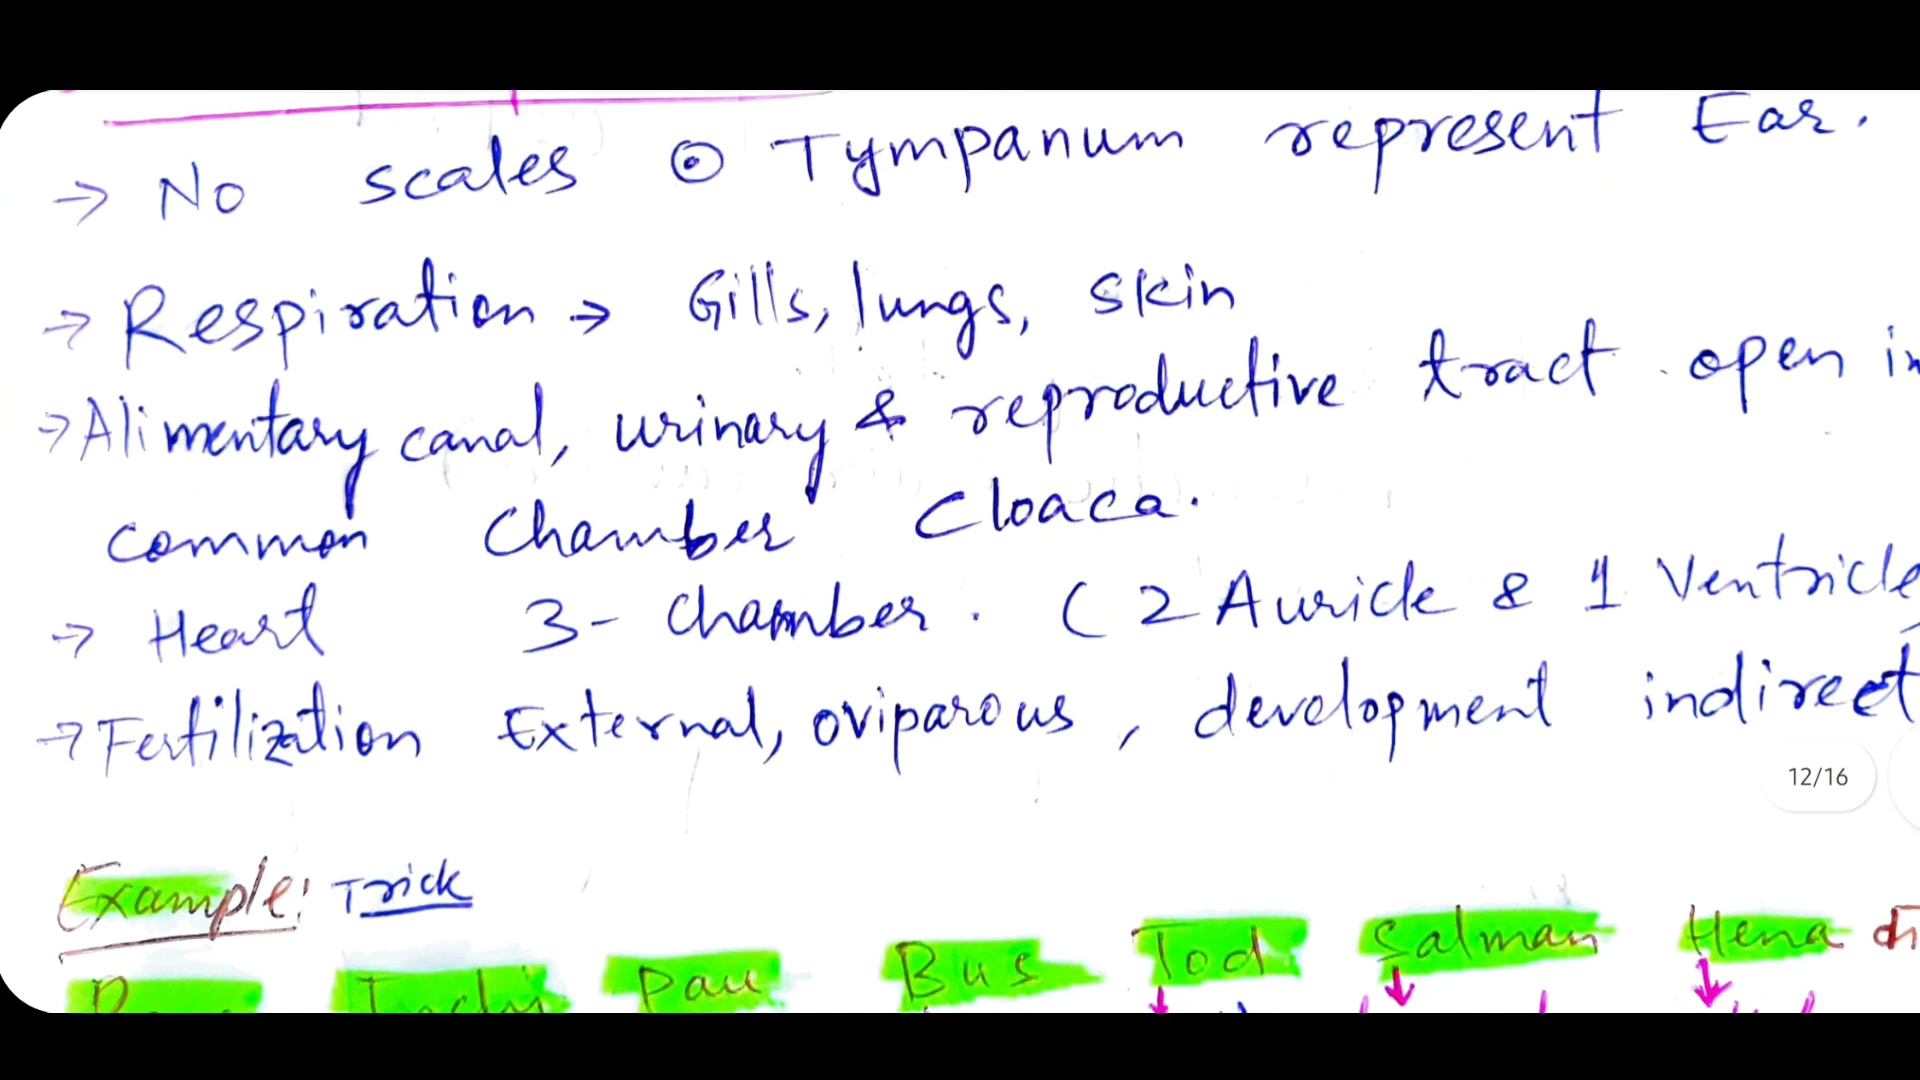 → No scales ⊙ Tympanum represent Ear.
→ Respiration → Gills, lungs, skin
→ Alimentary canal, urinary & reproductive tract open in
common Chamber Cloaca.
→ Heart 3- Chamber. ( 2 Auricle & 1 Ventricle)
→ Fertilization External, oviparous, development indirect
12/16
Example: Trick
Pau Bus Tod Salman Hena